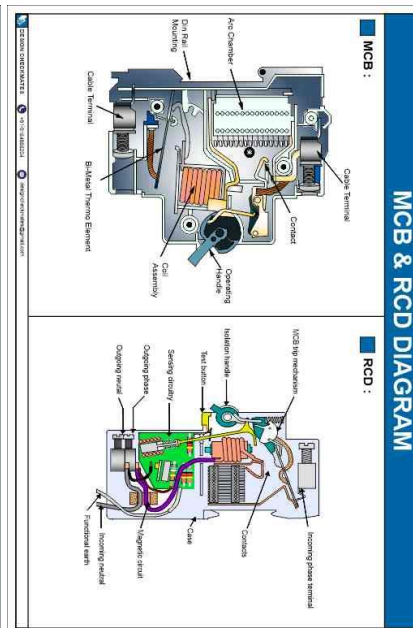 MCB & RCD DIAGRAM
MCB :
Cable Terminal
Contact
Operating
Handle
Coil
Assembly
Bi-Metal Thermo Element
Cable Terminal
Din Rail
Mounting
Arc Chamber
RCD :
MCB trip mechanism
Isolation handle
Test button
Sensing circuitry
Outgoing phase
Outgoing neutral
Incoming phase terminal
Contacts
Case
Magnetic circuit
Incoming neutral
Functional earth
DESIGN CHECKMATES